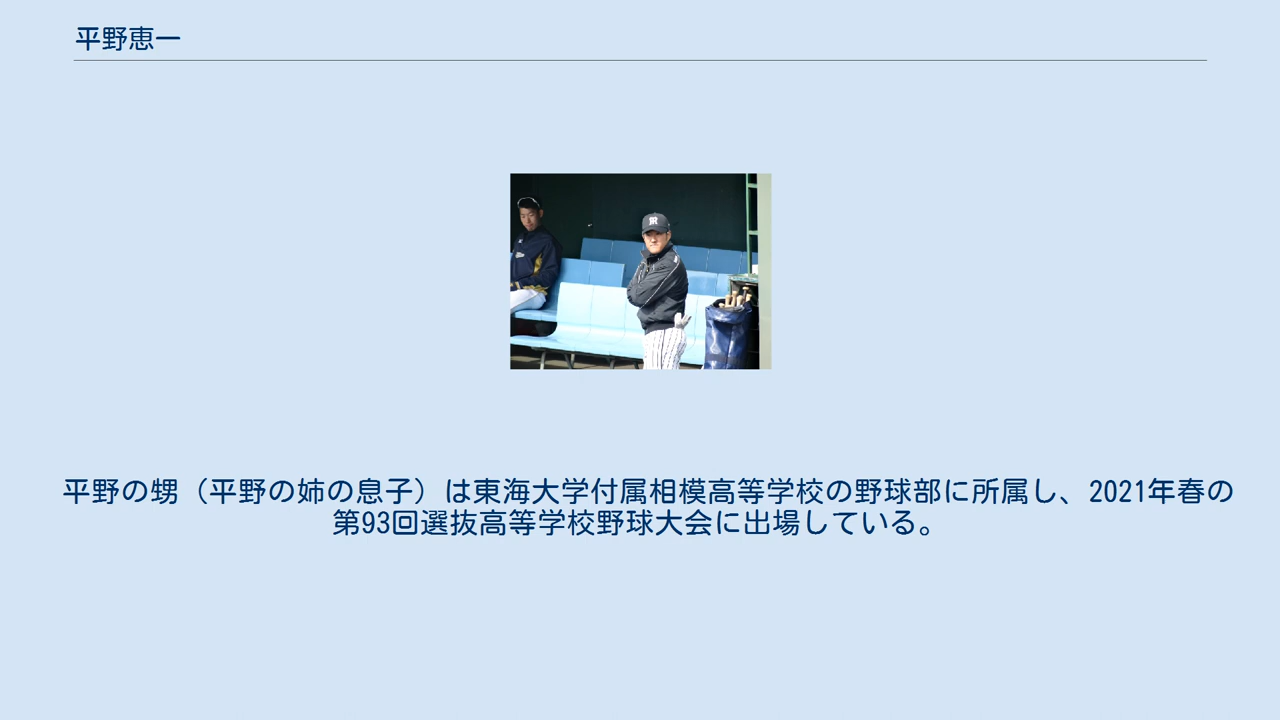 平野恵一
平野の甥（平野の姉の息子）は東海大学付属相模高等学校の野球部に所属し、2021年春の
第93回選抜高等学校野球大会に出場している。